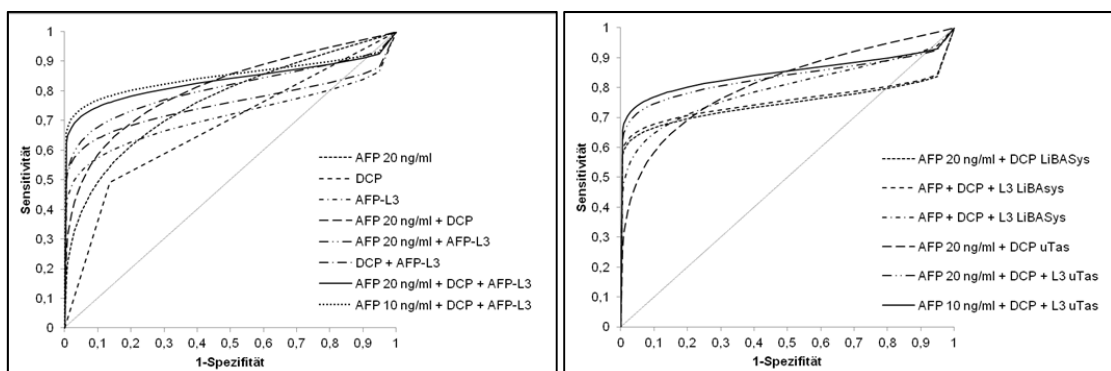 1
0,9
0,8
0,7
0,6
0,5
0,4
0,3
0,2
0,1
0
Sensitivität
0 0,1 0,2 0,3 0,4 0,5 0,6 0,7 0,8 0,9 1
1-Spezifität
AFP 20 ng/ml
DCP
AFP-L3
AFP 20 ng/ml + DCP
AFP 20 ng/ml + AFP-L3
DCP + AFP-L3
AFP 20 ng/ml + DCP + AFP-L3
AFP 10 ng/ml + DCP + AFP-L3
1
0,9
0,8
0,7
0,6
0,5
0,4
0,3
0,2
0,1
0
Sensitivität
0 0,1 0,2 0,3 0,4 0,5 0,6 0,7 0,8 0,9 1
1-Spezifität
AFP 20 ng/ml + DCP LiBASys
AFP + DCP + L3 LiBAsys
AFP + DCP + L3 LiBASys
AFP 20 ng/ml + DCP uTas
AFP 20 ng/ml + DCP + L3 uTas
AFP 10 ng/ml + DCP + L3 uTas